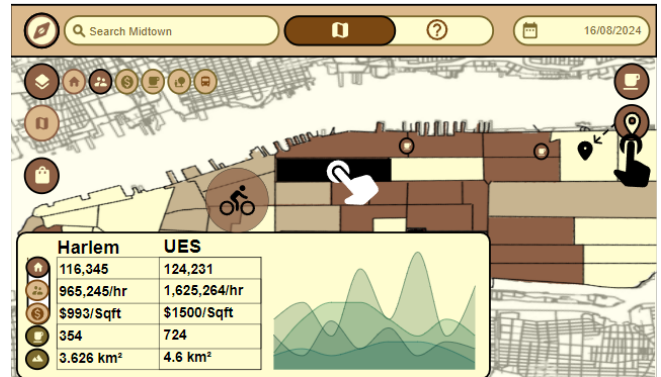 Search Midtown
?
16/08/2024
Harlem UES
116,345 124,231
965,245/hr 1,625,264/hr
$993/Sqft $1500/Sqft
354 724
3.626 km² 4.6 km²